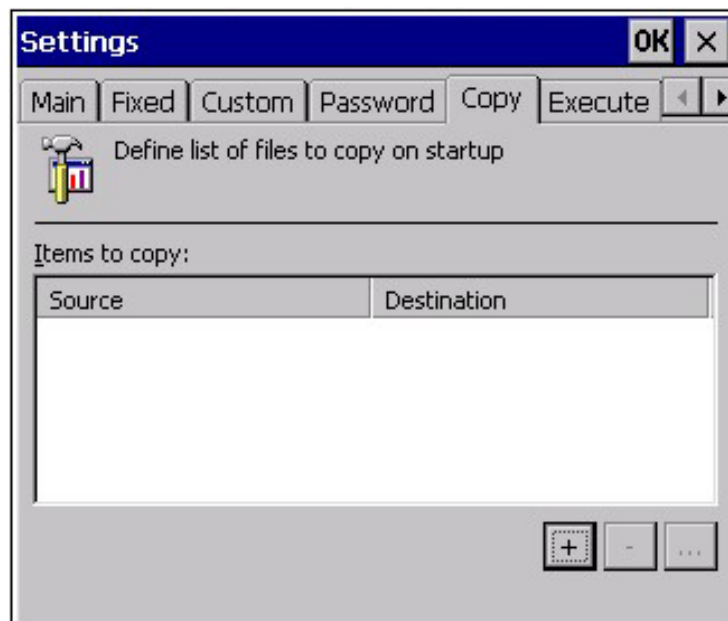 Settings OK ×
Main Fixed Custom Password Copy Execute
Define list of files to copy on startup
Items to copy:
Source Destination
+ - ...